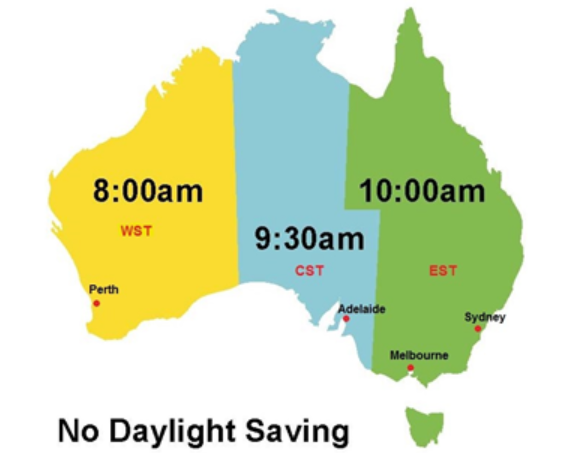 8:00am
10:00am
WST
9:30am
CST
EST
Perth
Adelaide
Sydney
Melbourne
No Daylight Saving